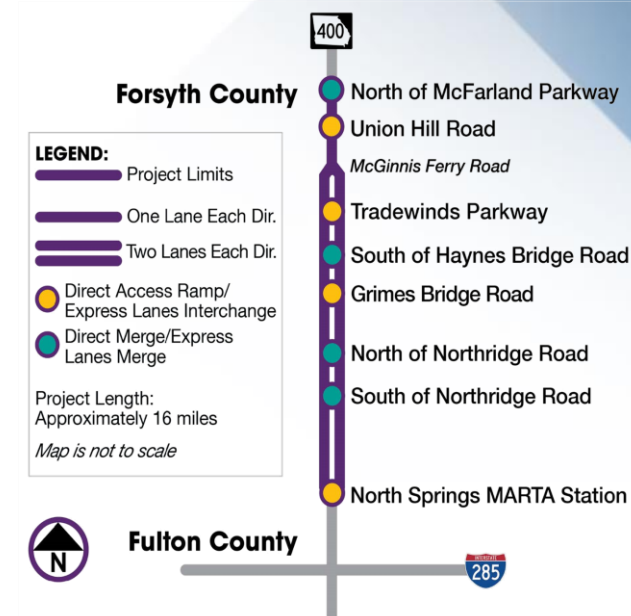 400
Forsyth County
North of McFarland Parkway
Union Hill Road
McGinnis Ferry Road
Tradewinds Parkway
South of Haynes Bridge Road
Grimes Bridge Road
North of Northridge Road
South of Northridge Road
North Springs MARTA Station
LEGEND:
Project Limits
One Lane Each Dir.
Two Lanes Each Dir.
Direct Access Ramp/
Express Lanes Interchange
Direct Merge/Express
Lanes Merge
Project Length:
Approximately 16 miles
Map is not to scale
N
Fulton County
INTERSTATE
285